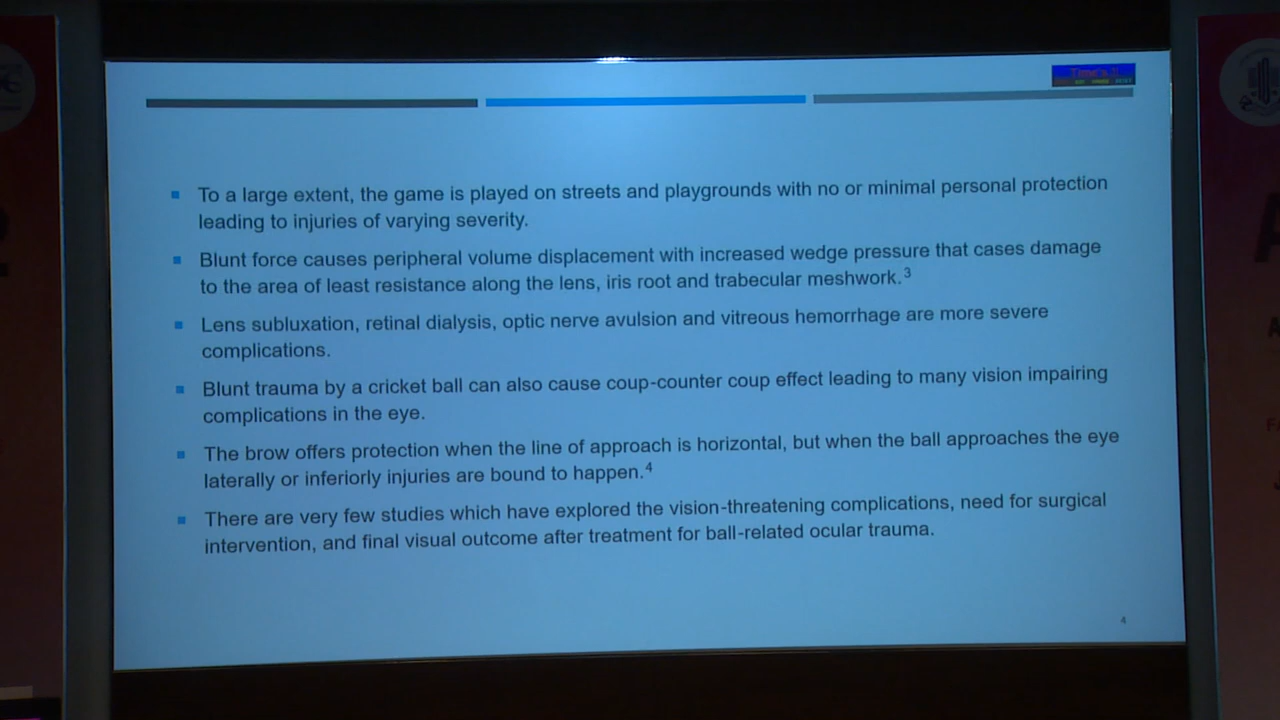 To a large extent, the game is played on streets and playgrounds with no or minimal personal protection
leading to injuries of varying severity.
Blunt force causes peripheral volume displacement with increased wedge pressure that cases damage
to the area of least resistance along the lens, iris root and trabecular meshwork.3
Lens subluxation, retinal dialysis, optic nerve avulsion and vitreous hemorrhage are more severe
complications.
Blunt trauma by a cricket ball can also cause coup-counter coup effect leading to many vision impairing
complications in the eye.
The brow offers protection when the line of approach is horizontal, but when the ball approaches the eye
laterally or inferiorly injuries are bound to happen.4
There are very few studies which have explored the vision-threatening complications, need for surgical
intervention, and final visual outcome after treatment for ball-related ocular trauma.
4